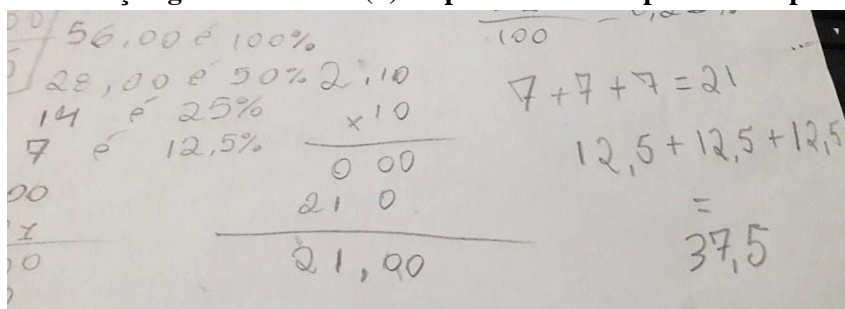 56,00 é 100%
28,00 é 50%
14 é 25%
7 é 12,5%
2,10
x10
0 00
21 0
21,00
100
7+7+7=21
12,5+12,5+12,5
=
37,5